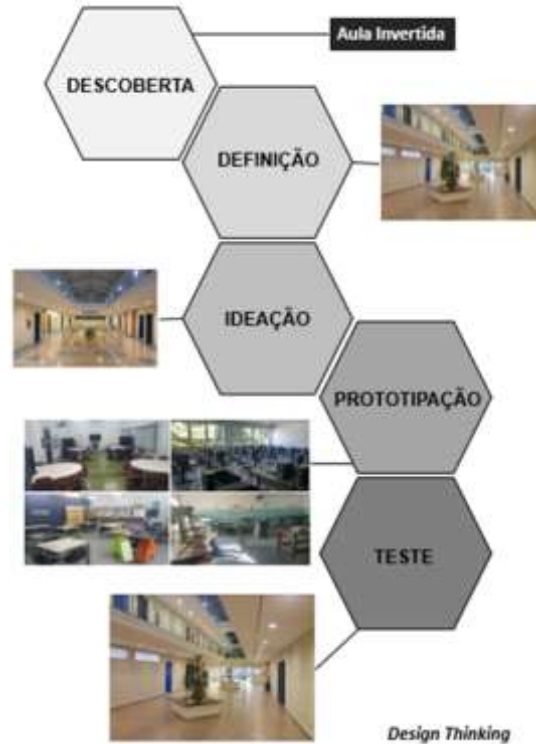 Aula Invertida
DESCOBERTA
DEFINIÇÃO
IDEAÇÃO
PROTOTIPAÇÃO
TESTE
Design Thinking